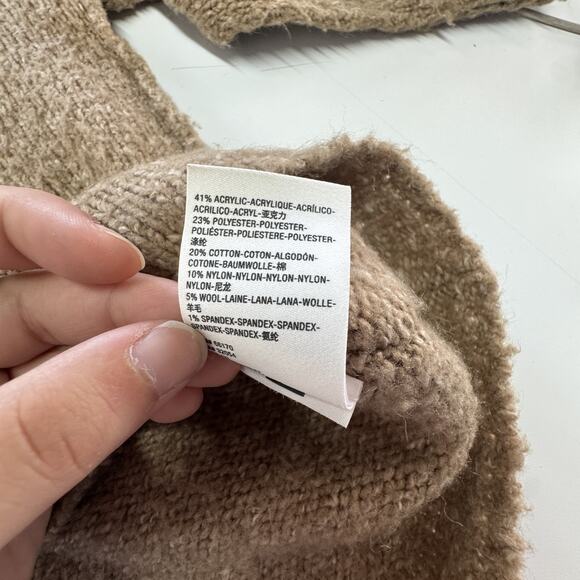 41% ACRYLIC-ACRYLIQUE-ACRÍLICO-
ACRILICO-ACRYL-亚克力
23% POLYESTER-POLYESTER-
POLIÉSTER-POLIESTERE-POLYESTER-
涤纶
20% COTTON-COTON-ALGODÓN-
COTONE-BAUMWOLLE-棉
10% NYLON-NYLON-NYLON-NYLON-
NYLON-尼龙
5% WOOL-LAINE-LANA-LANA-WOLLE-
羊毛
1% SPANDEX-SPANDEX-SPANDEX-
SPANDEX-SPANDEX-氨纶
66170